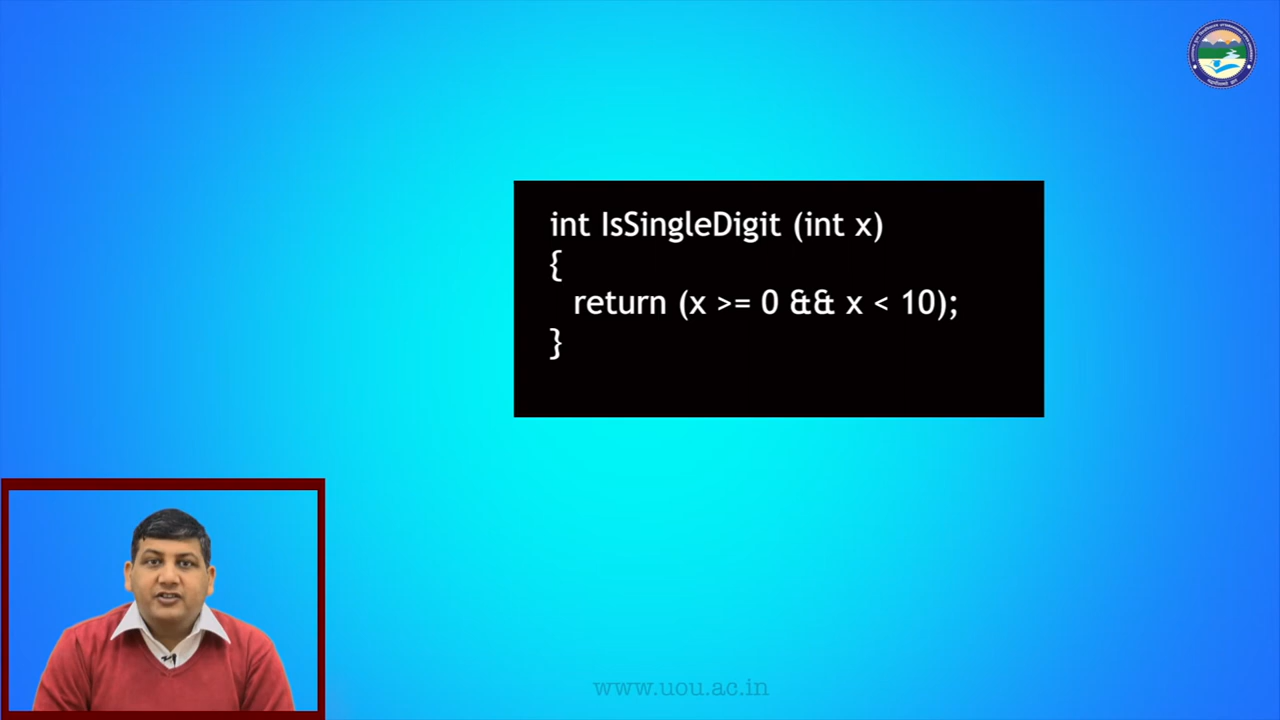 int IsSingleDigit (int x)
{
return (x >= 0 && x < 10);
}
www.uou.ac.in